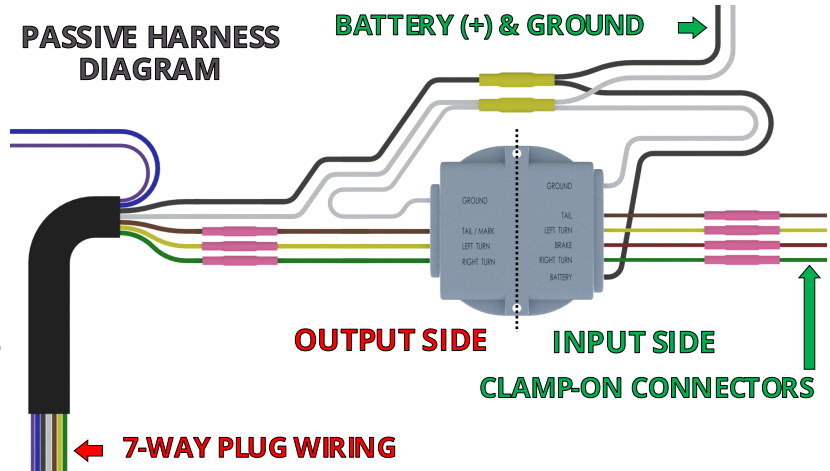 PASSIVE HARNESS
DIAGRAM
BATTERY (+) & GROUND
GROUND
TAIL / MARK
LEFT TURN
RIGHT TURN
GROUND
TAIL
LEFT TURN
BRAKE
RIGHT TURN
BATTERY
OUTPUT SIDE
INPUT SIDE
CLAMP-ON CONNECTORS
7-WAY PLUG WIRING